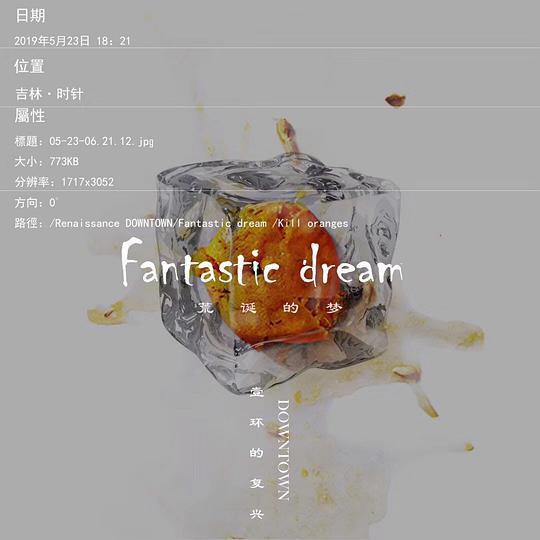 日期
2019年5月23日 18：21
位置
吉林·时针
屬性
標題：05-23-06.21.12.jpg
大小：773KB
分辨率：1717x3052
方向：0°
路徑：/Renaissance DOWNTOWN/Fantastic dream /Kill oranges
Fantastic dream
荒诞的梦
壹环的复兴
DOWNTOWN